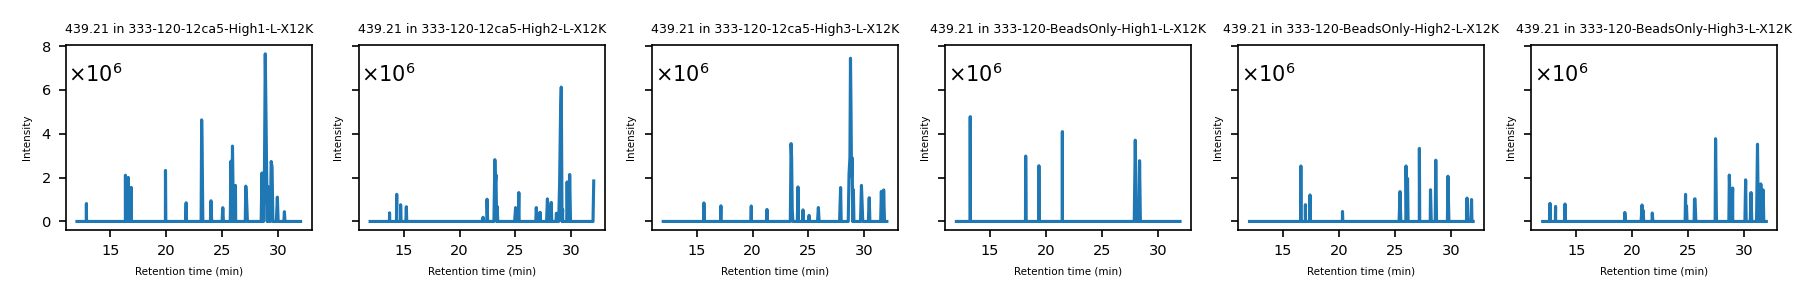 439.21 in 333-120-12ca5-High1-L-X12K
439.21 in 333-120-12ca5-High2-L-X12K
439.21 in 333-120-12ca5-High3-L-X12K
439.21 in 333-120-BeadsOnly-High1-L-X12K
439.21 in 333-120-BeadsOnly-High2-L-X12K
439.21 in 333-120-BeadsOnly-High3-L-X12K
×10⁶
×10⁶
×10⁶
×10⁶
×10⁶
×10⁶
8
6
4
2
0
Intensity
Intensity
Intensity
Intensity
Intensity
Intensity
15 20 25 30
15 20 25 30
15 20 25 30
15 20 25 30
15 20 25 30
15 20 25 30
Retention time (min)
Retention time (min)
Retention time (min)
Retention time (min)
Retention time (min)
Retention time (min)